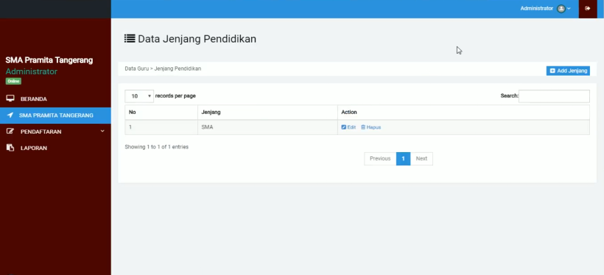 Administrator
SMA Pramita Tangerang
Administrator
Online
BERANDA
SMA PRAMITA TANGERANG
PENDAFTARAN
LAPORAN
Data Jenjang Pendidikan
Data Guru > Jenjang Pendidikan
Add Jenjang
10 records per page
Search:
No Jenjang Action
1 SMA Edit Hapus
Showing 1 to 1 of 1 entries
Previous 1 Next